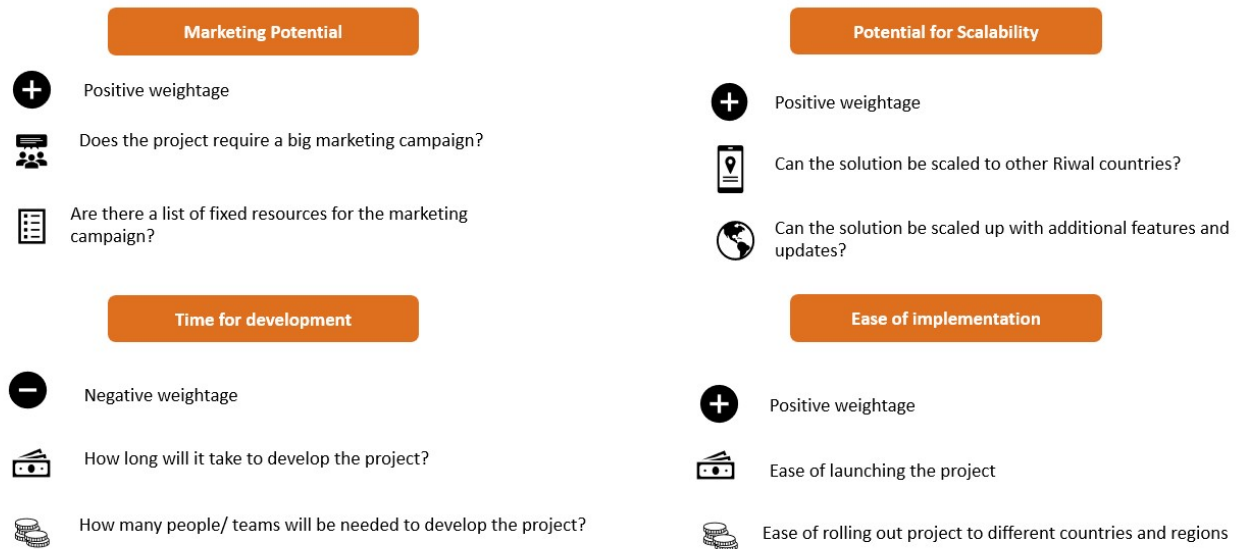 Marketing Potential
Positive weightage
Does the project require a big marketing campaign?
Are there a list of fixed resources for the marketing
campaign?
Potential for Scalability
Positive weightage
Can the solution be scaled to other Riwal countries?
Can the solution be scaled up with additional features and
updates?
Time for development
Negative weightage
How long will it take to develop the project?
How many people/ teams will be needed to develop the project?
Ease of implementation
Positive weightage
Ease of launching the project
Ease of rolling out project to different countries and regions